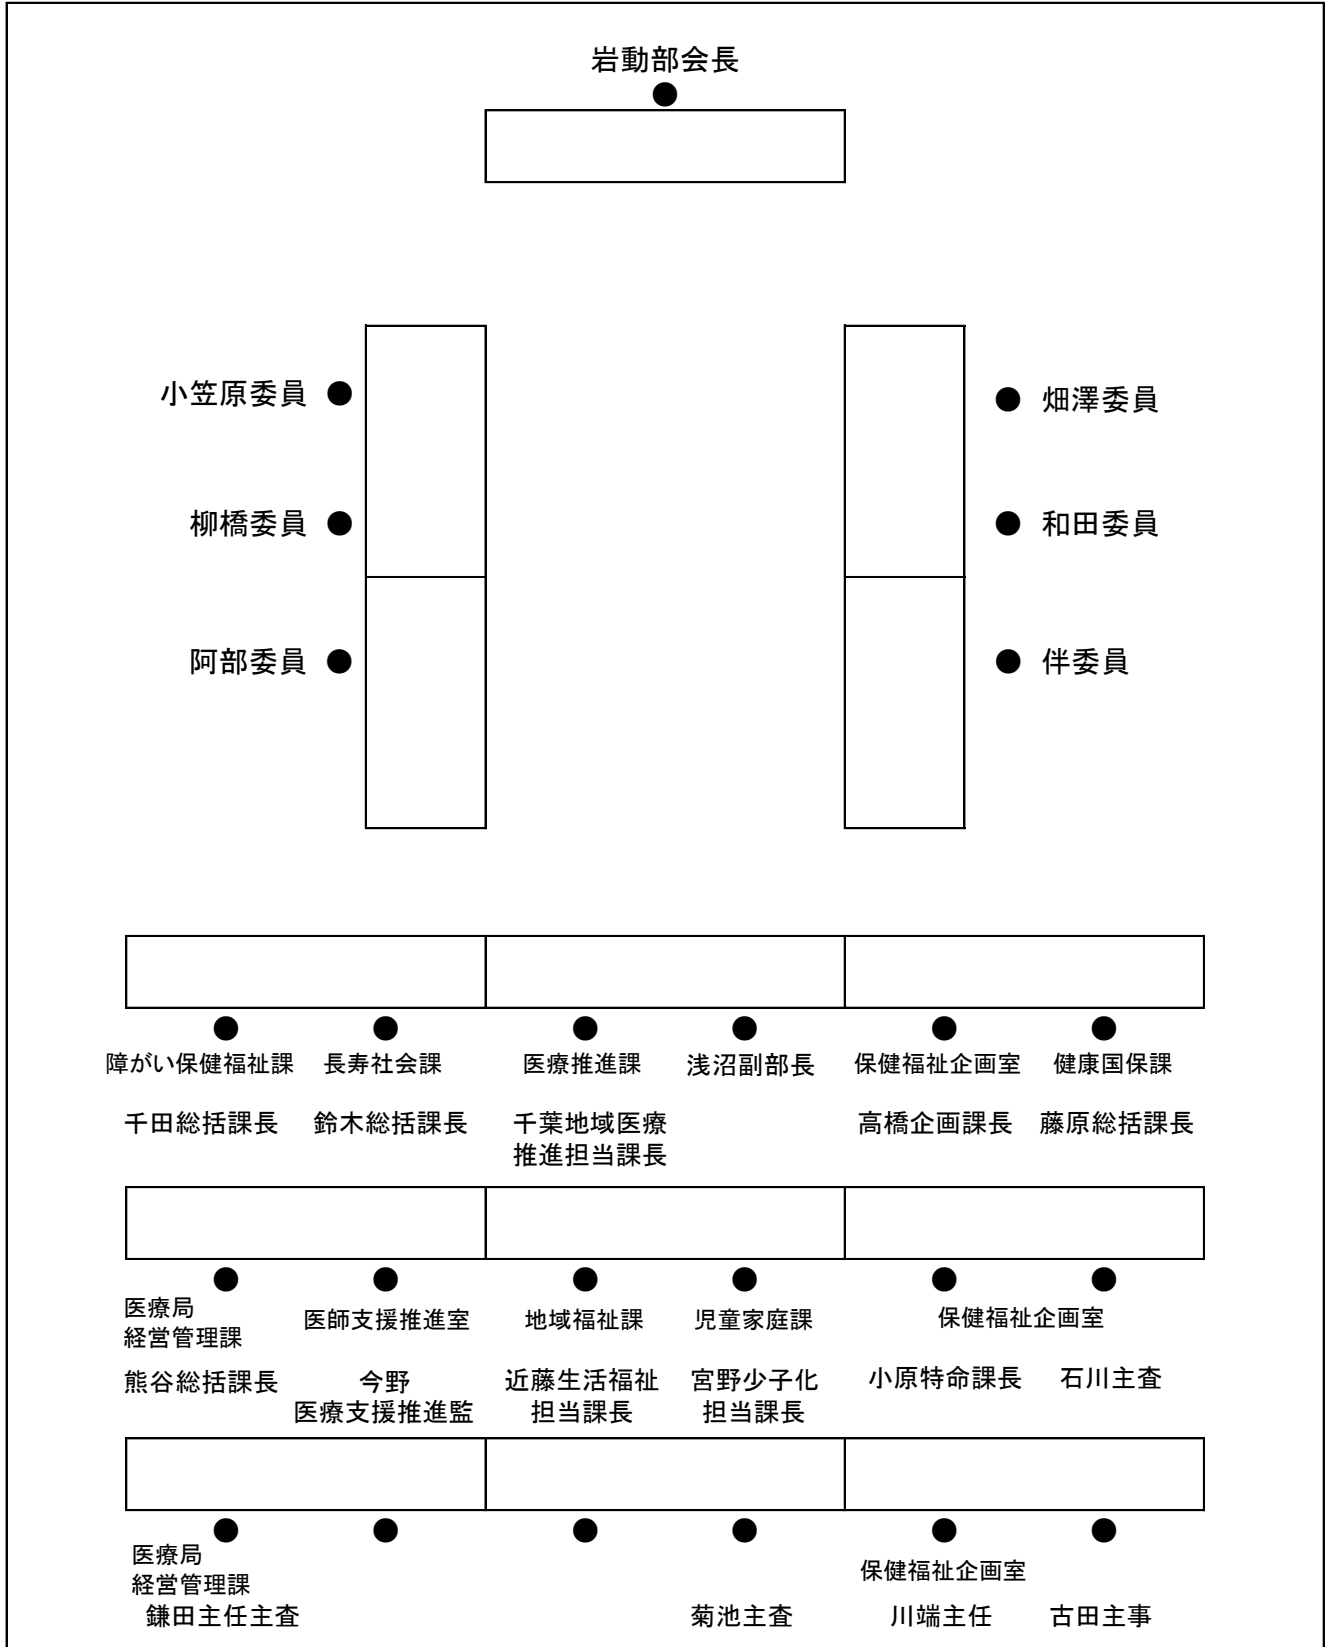 岩動部会長
●
小笠原委員 ●
● 畑澤委員
柳橋委員 ●
● 和田委員
阿部委員 ●
● 伴委員
● ● ● ● ● ●
障がい保健福祉課 長寿社会課 医療推進課 浅沼副部長 保健福祉企画室 健康国保課
千田総括課長 鈴木総括課長 千葉地域医療 高橋企画課長 藤原総括課長
推進担当課長
● ● ● ● ● ●
医療局
経営管理課 医師支援推進室 地域福祉課 児童家庭課 保健福祉企画室
熊谷総括課長 今野 近藤生活福祉 宮野少子化 小原特命課長 石川主査
医療支援推進監 担当課長 担当課長
● ● ● ● ● ●
医療局
経営管理課 保健福祉企画室
鎌田主任主査 菊池主査 川端主任 古田主事